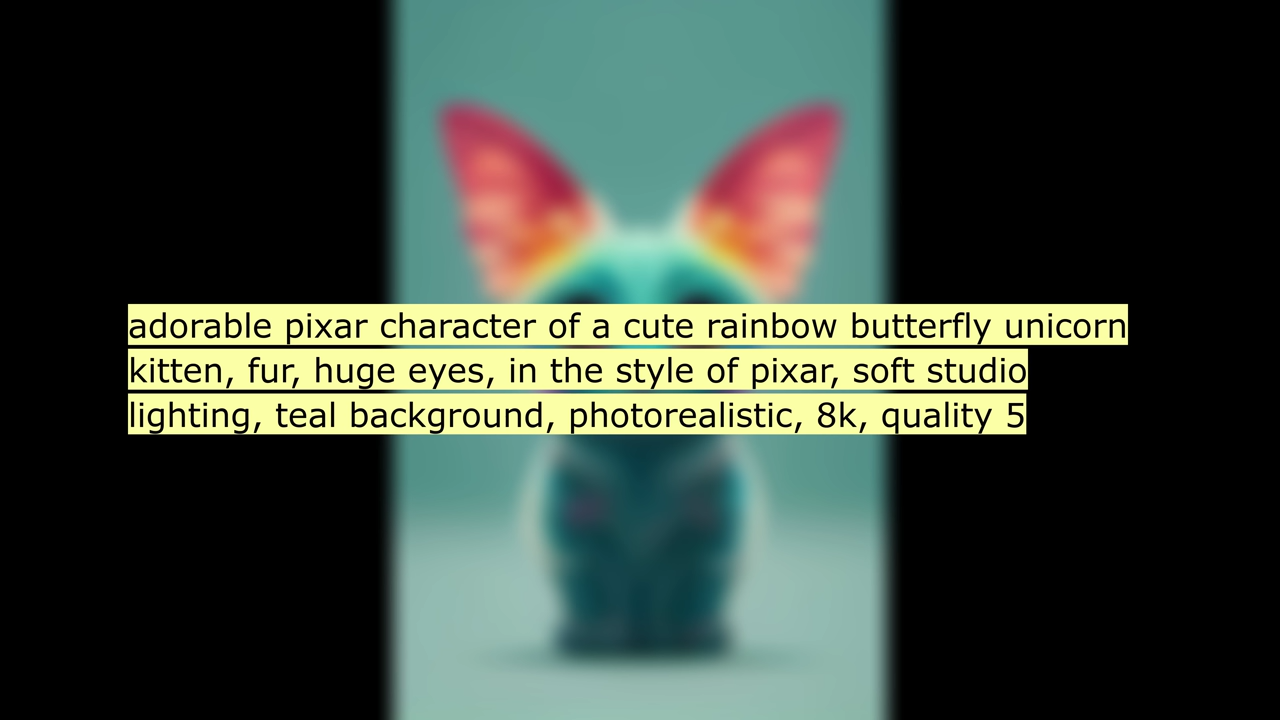 adorable pixar character of a cute rainbow butterfly unicorn
kitten, fur, huge eyes, in the style of pixar, soft studio
lighting, teal background, photorealistic, 8k, quality 5